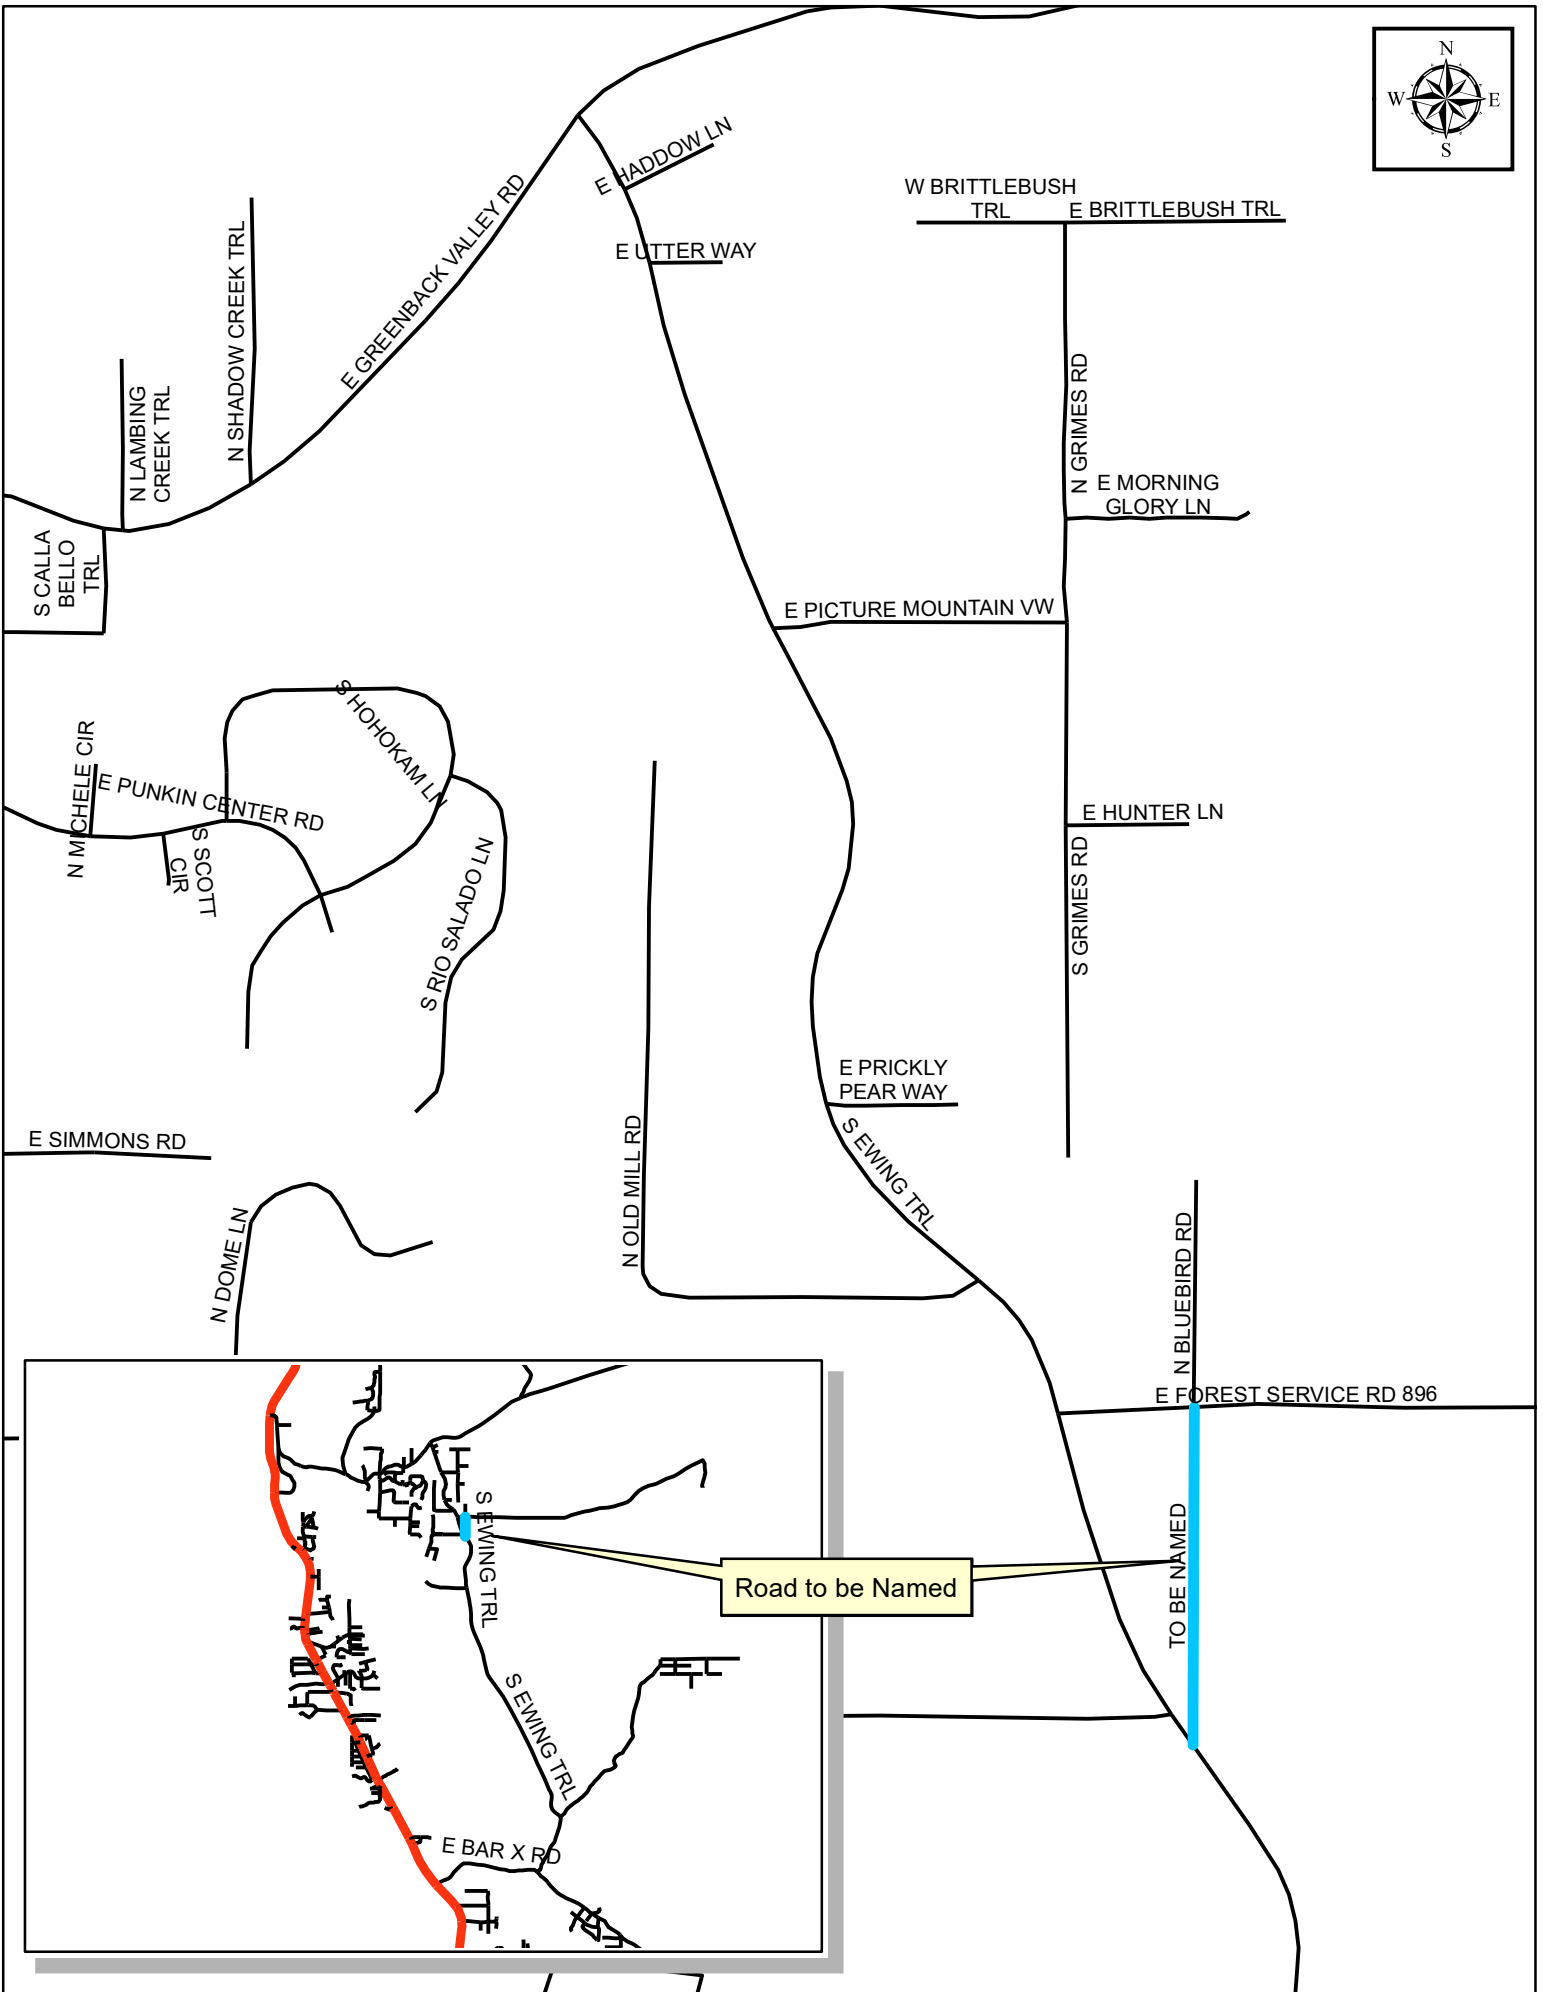 N
W
E
S
E HADDOW LN
W BRITTLEBUSH
TRL
E BRITTLEBUSH TRL
E UTTER WAY
E GREENBACK VALLEY RD
N SHADOW CREEK TRL
N LAMBING
CREEK TRL
N GRIMES RD
E MORNING
GLORY LN
S CALLA
BELLO
TRL
E PICTURE MOUNTAIN VW
S HOHOKAM LN
N MICHELE CIR
E PUNKIN CENTER RD
S SCOTT
CIR
E HUNTER LN
S GRIMES RD
S RIO SALADO LN
E PRICKLY
PEAR WAY
S EWING TRL
E SIMMONS RD
N OLD MILL RD
N DOME LN
N BLUEBIRD RD
E FOREST SERVICE RD 896
TO BE NAMED
S EWING TRL
Road to be Named
S EWING TRL
E BAR X RD